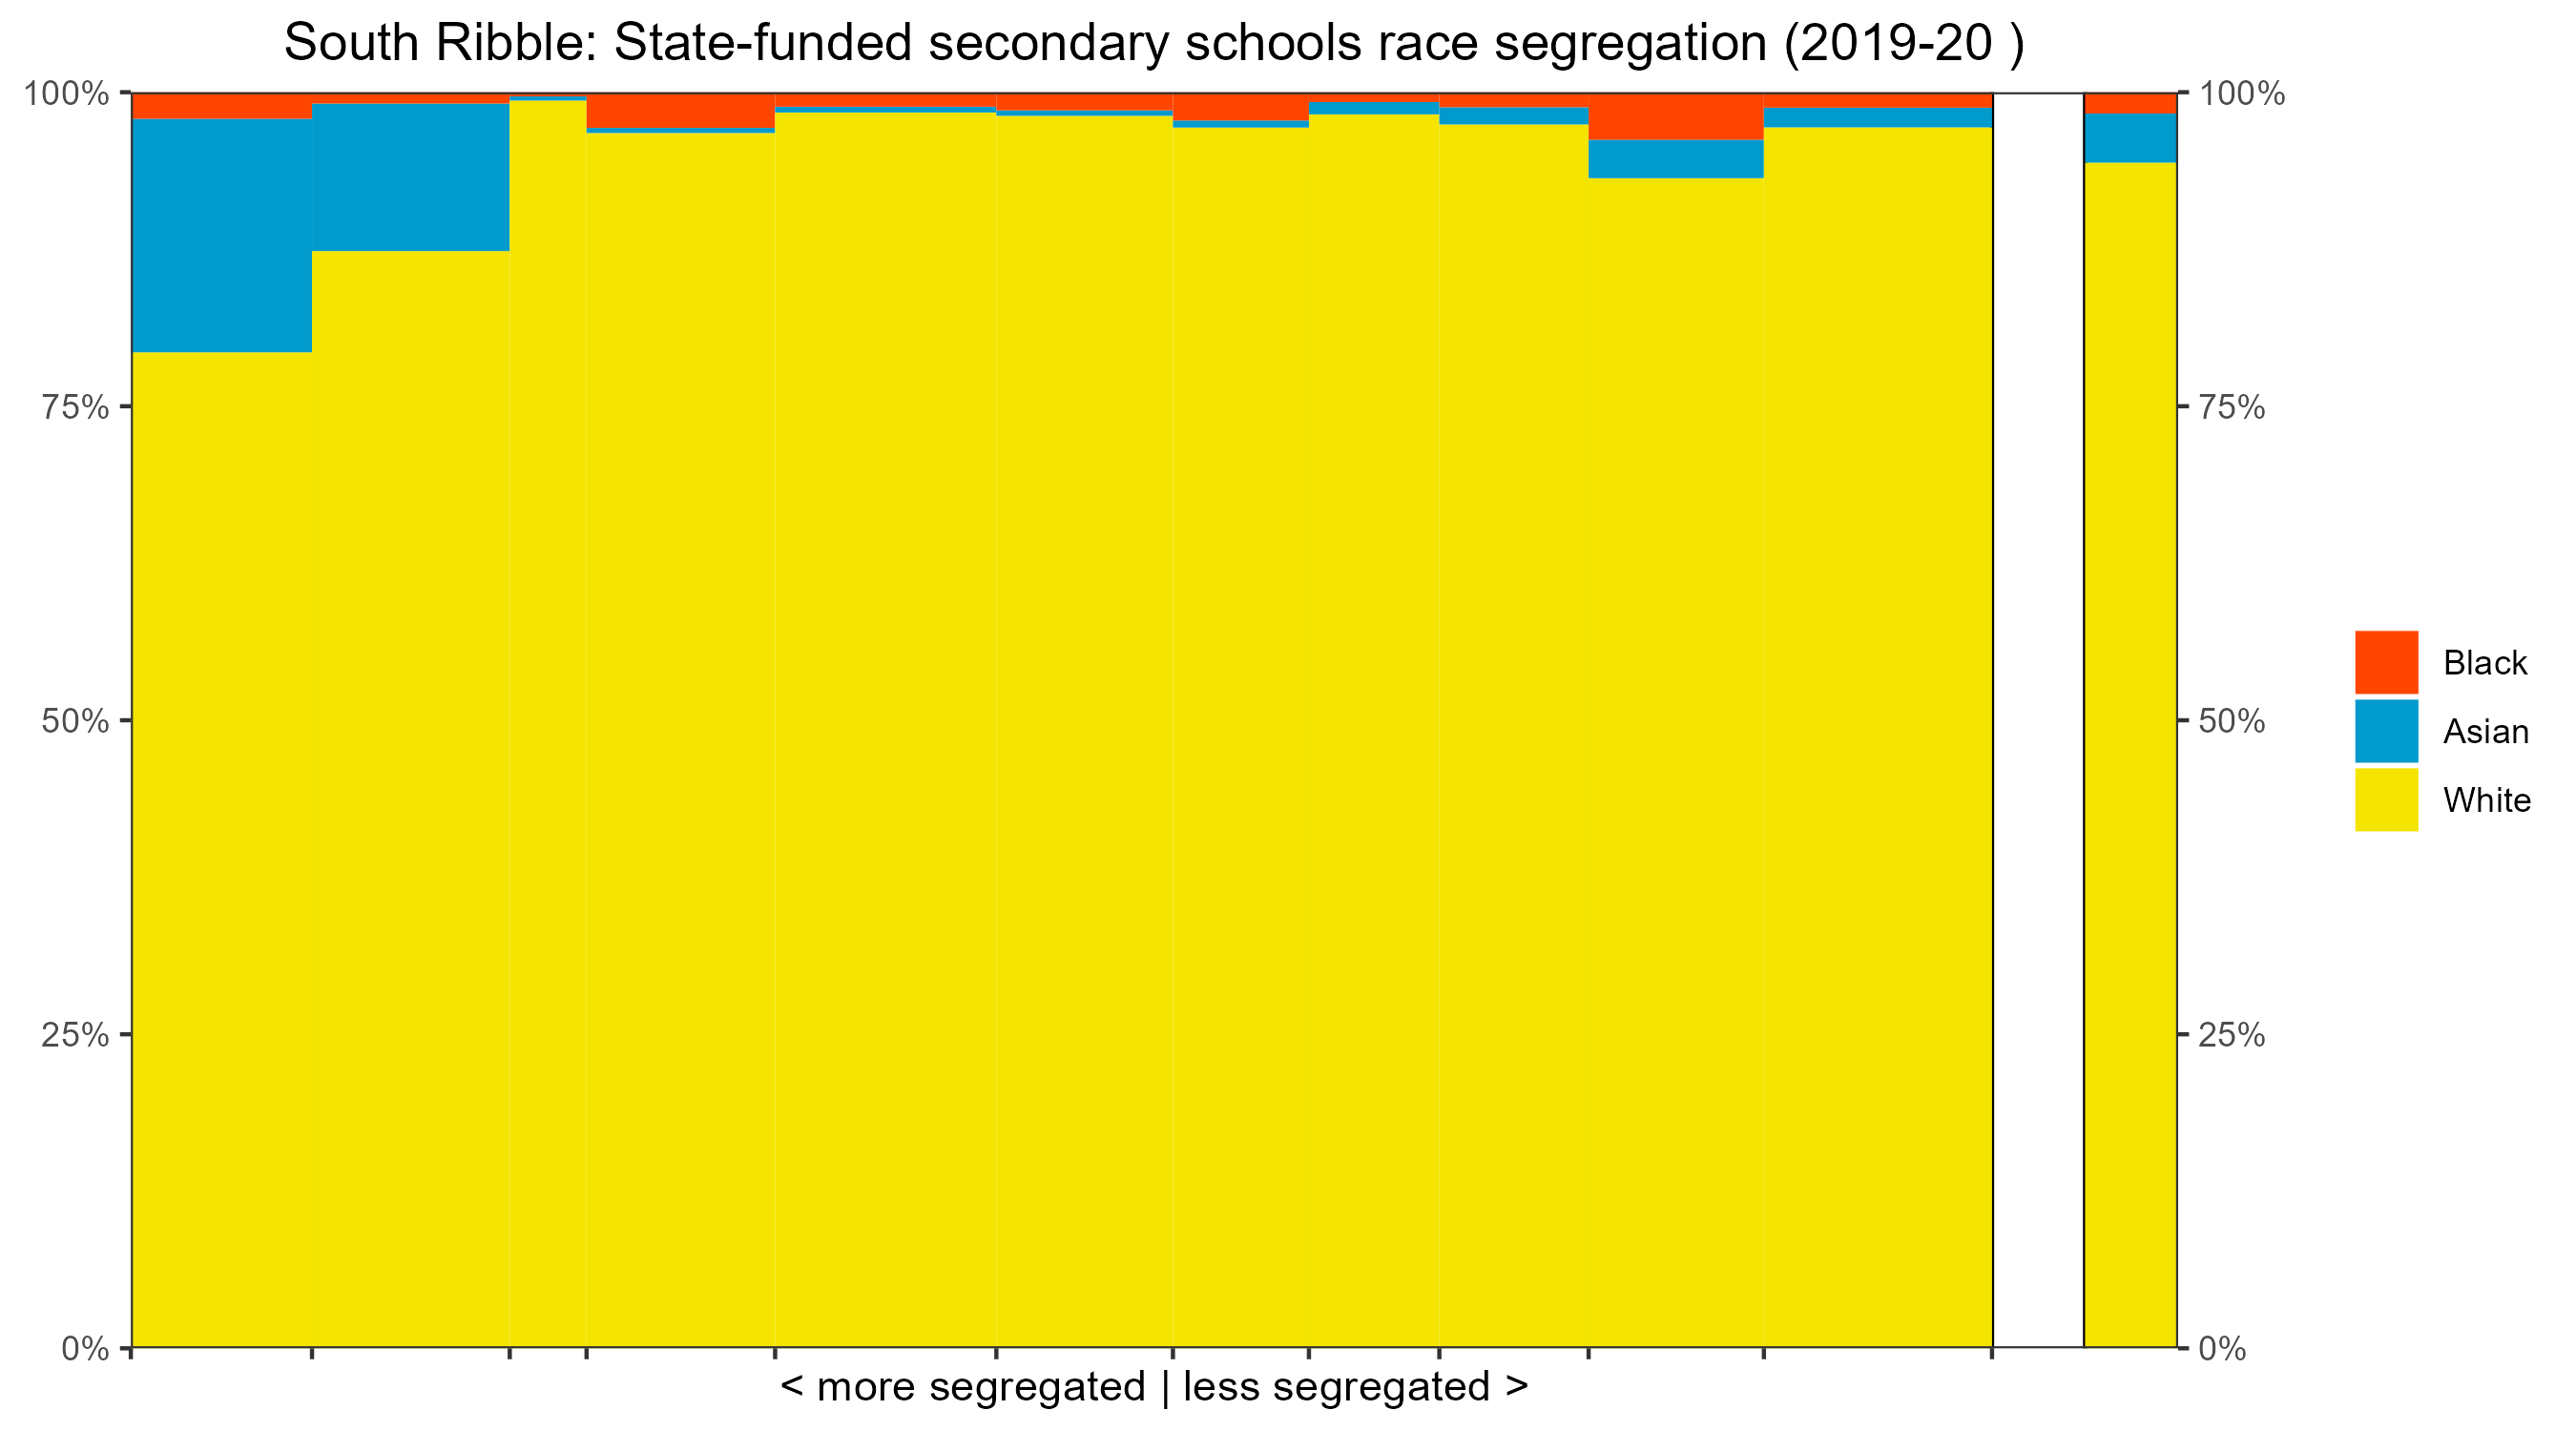 South Ribble: State-funded secondary schools race segregation (2019-20 )
100%
75%
50%
25%
0%
100%
75%
50%
25%
0%
Black
Asian
White
< more segregated | less segregated >